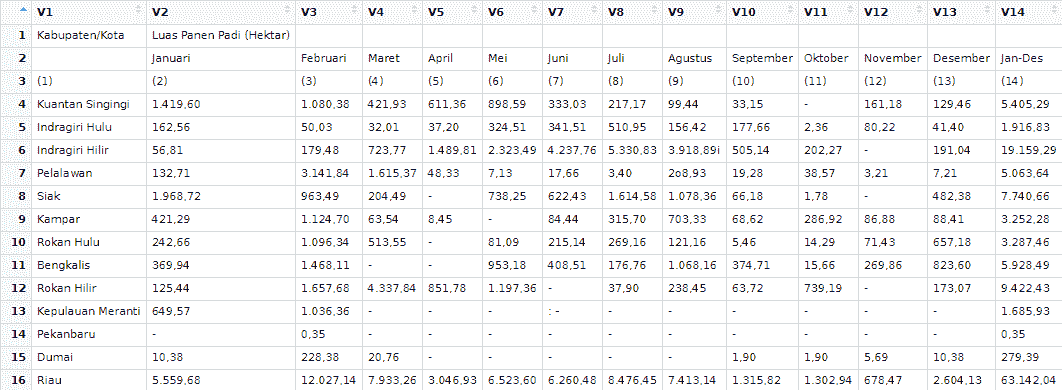 V1 V2 V3 V4 V5 V6 V7 V8 V9 V10 V11 V12 V13 V14
1 Kabupaten/Kota Luas Panen Padi (Hektar)
2 Januari Februari Maret April Mei Juni Juli Agustus September Oktober November Desember Jan-Des
3 (1) (2) (3) (4) (5) (6) (7) (8) (9) (10) (11) (12) (13) (14)
4 Kuantan Singingi 1.419,60 1.080,38 421,93 611,36 898,59 333,03 217,17 99,44 33,15 - 161,18 129,46 5.405,29
5 Indragiri Hulu 162,56 50,03 32,01 37,20 324,51 341,51 510,95 156,42 177,66 2,36 80,22 41,40 1.916,83
6 Indragiri Hilir 56,81 179,48 723,77 1.489,81 2.323,49 4.237,76 5.330,83 3.918,89i 505,14 202,27 - 191,04 19.159,29
7 Pelalawan 132,71 3.141,84 1.615,37 48,33 7,13 17,66 3,40 2o8,93 19,28 38,57 3,21 7,21 5.063,64
8 Siak 1.968,72 963,49 204,49 - 738,25 622,43 1.614,58 1.078,36 66,18 1,78 - 482,38 7.740,66
9 Kampar 421,29 1.124,70 63,54 8,45 - 84,44 315,70 703,33 68,62 286,92 86,88 88,41 3.252,28
10 Rokan Hulu 242,66 1.096,34 513,55 - 81,09 215,14 269,16 121,16 5,46 14,29 71,43 657,18 3.287,46
11 Bengkalis 369,94 1.468,11 - - 953,18 408,51 176,76 1.068,16 374,71 15,66 269,86 823,60 5.928,49
12 Rokan Hilir 125,44 1.657,68 4.337,84 851,78 1.197,36 - 37,90 238,45 63,72 739,19 - 173,07 9.422,43
13 Kepulauan Meranti 649,57 1.036,36 - - - : - - - - - - - 1.685,93
14 Pekanbaru - 0,35 - - - - - - - - - - 0,35
15 Dumai 10,38 228,38 20,76 - - - - - 1,90 1,90 5,69 10,38 279,39
16 Riau 5.559,68 12.027,14 7.933,26 3.046,93 6.523,60 6.260,48 8.476,45 7.413,14 1.315,82 1.302,94 678,47 2.604,13 63.142,04